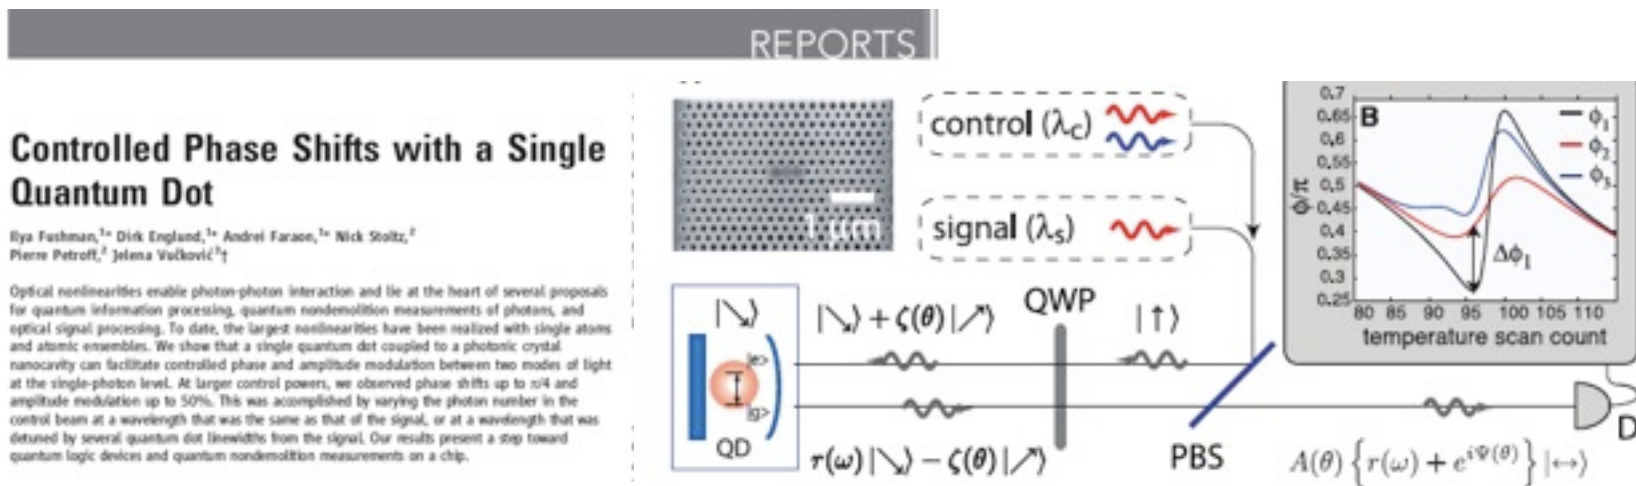 REPORTS
Controlled Phase Shifts with a Single
Quantum Dot
Ilya Fushman,¹* Dirk Englund,¹* Andrei Faraon,¹* Nick Stoltz,²
Pierre Petroff,² Jelena Vučković¹†
Optical nonlinearities enable photon-photon interaction and lie at the heart of several proposals
for quantum information processing, quantum nondemolition measurements of photons, and
optical signal processing. To date, the largest nonlinearities have been realized with single atoms
and atomic ensembles. We show that a single quantum dot coupled to a photonic crystal
nanocavity can facilitate controlled phase and amplitude modulation between two modes of light
at the single-photon level. At larger control powers, we observed phase shifts up to π/4 and
amplitude modulation up to 50%. This was accomplished by varying the photon number in the
control beam at a wavelength that was the same as that of the signal, or at a wavelength that was
detuned by several quantum dot linewidths from the signal. Our results present a step toward
quantum logic devices and quantum nondemolition measurements on a chip.
1 μm
control (λc)
signal (λs)
|↘⟩
|e>
|g>
QD
|↘⟩ + ζ(θ)|↗⟩
QWP
|↑⟩
r(ω)|↘⟩ − ζ(θ)|↗⟩
PBS
A(θ) {r(ω) + e^{iΨ(θ)}} |↔⟩
D
B
ϕ/π
0.7
0.65
0.6
0.55
0.5
0.45
0.4
0.35
0.3
0.25
ϕ₁
ϕ₂
ϕ₃
Δϕ₁
80 85 90 95 100 105 110
temperature scan count